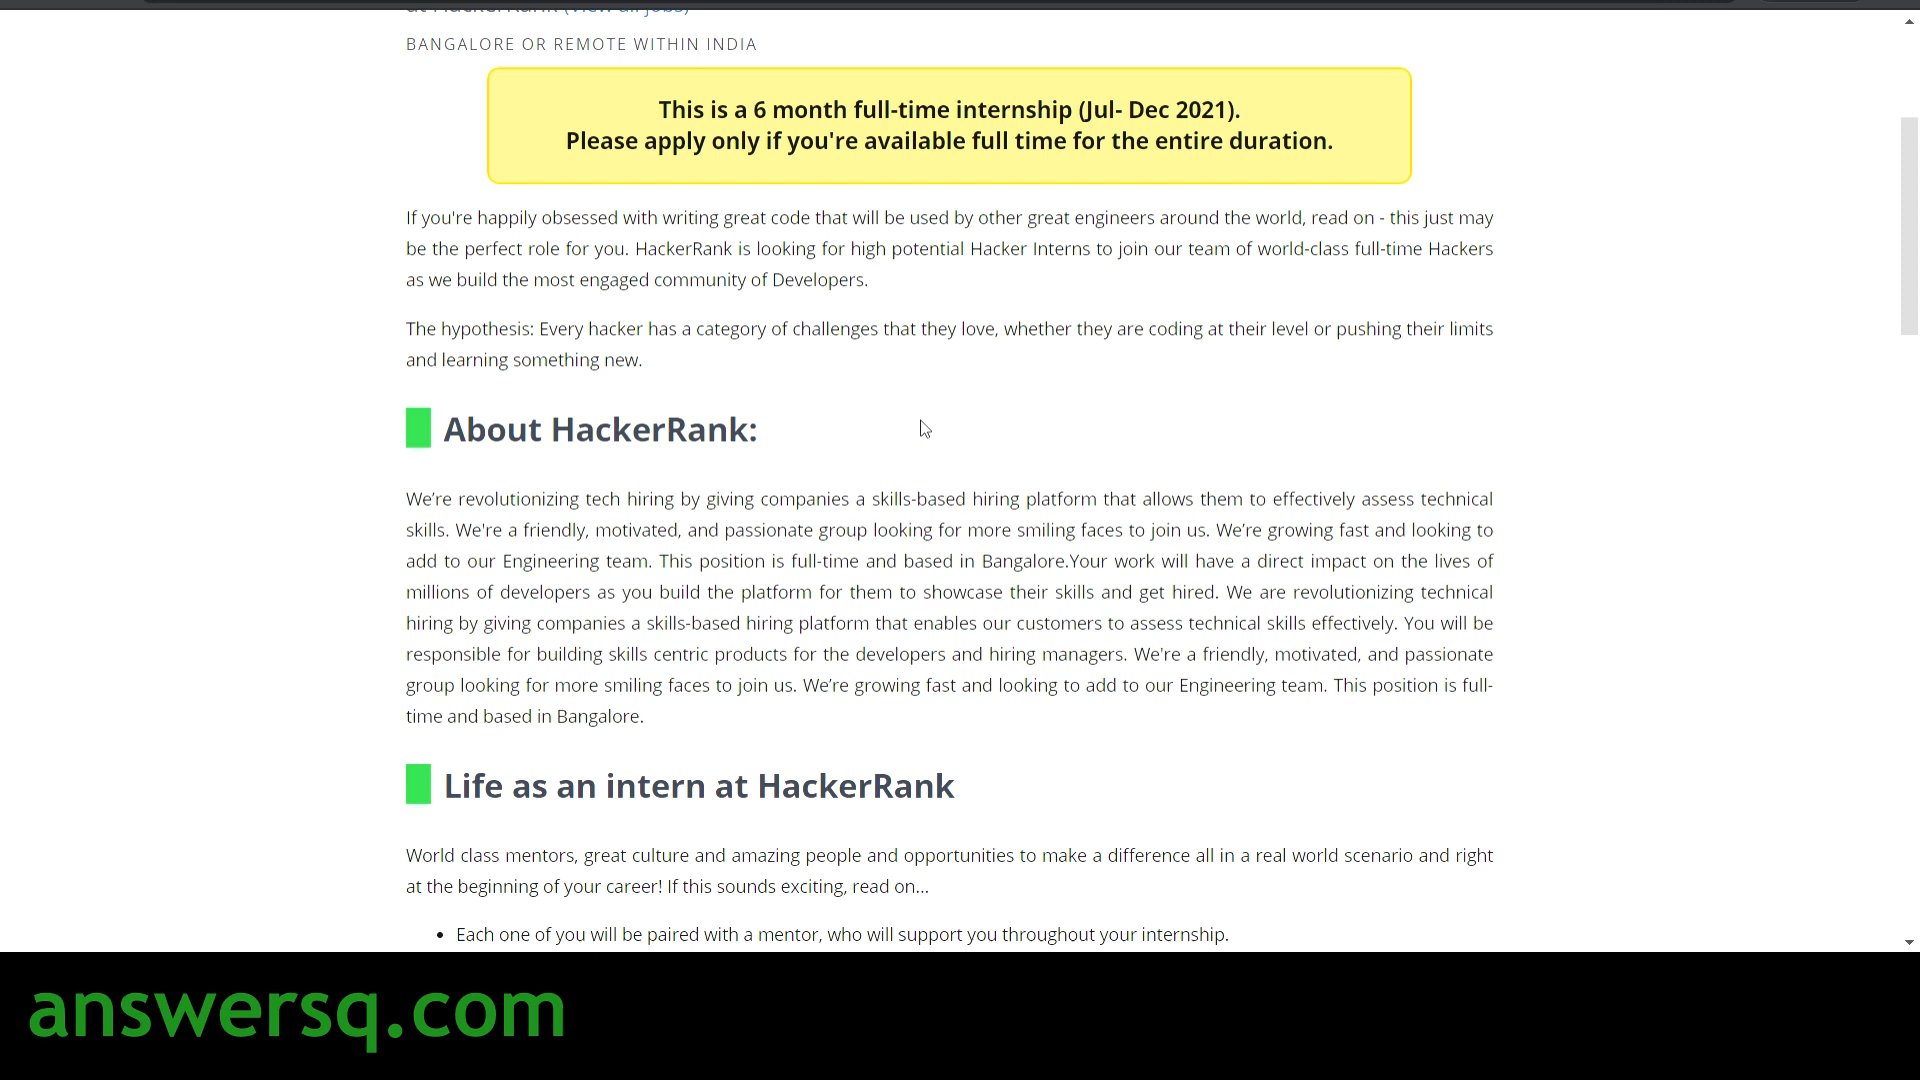 at HackerRank (View all jobs)
BANGALORE OR REMOTE WITHIN INDIA
This is a 6 month full-time internship (Jul- Dec 2021).
Please apply only if you're available full time for the entire duration.
If you're happily obsessed with writing great code that will be used by other great engineers around the world, read on - this just may
be the perfect role for you. HackerRank is looking for high potential Hacker Interns to join our team of world-class full-time Hackers
as we build the most engaged community of Developers.
The hypothesis: Every hacker has a category of challenges that they love, whether they are coding at their level or pushing their limits
and learning something new.
About HackerRank:
We’re revolutionizing tech hiring by giving companies a skills-based hiring platform that allows them to effectively assess technical
skills. We're a friendly, motivated, and passionate group looking for more smiling faces to join us. We’re growing fast and looking to
add to our Engineering team. This position is full-time and based in Bangalore.Your work will have a direct impact on the lives of
millions of developers as you build the platform for them to showcase their skills and get hired. We are revolutionizing technical
hiring by giving companies a skills-based hiring platform that enables our customers to assess technical skills effectively. You will be
responsible for building skills centric products for the developers and hiring managers. We're a friendly, motivated, and passionate
group looking for more smiling faces to join us. We’re growing fast and looking to add to our Engineering team. This position is full-
time and based in Bangalore.
Life as an intern at HackerRank
World class mentors, great culture and amazing people and opportunities to make a difference all in a real world scenario and right
at the beginning of your career! If this sounds exciting, read on...
• Each one of you will be paired with a mentor, who will support you throughout your internship.
answersq.com